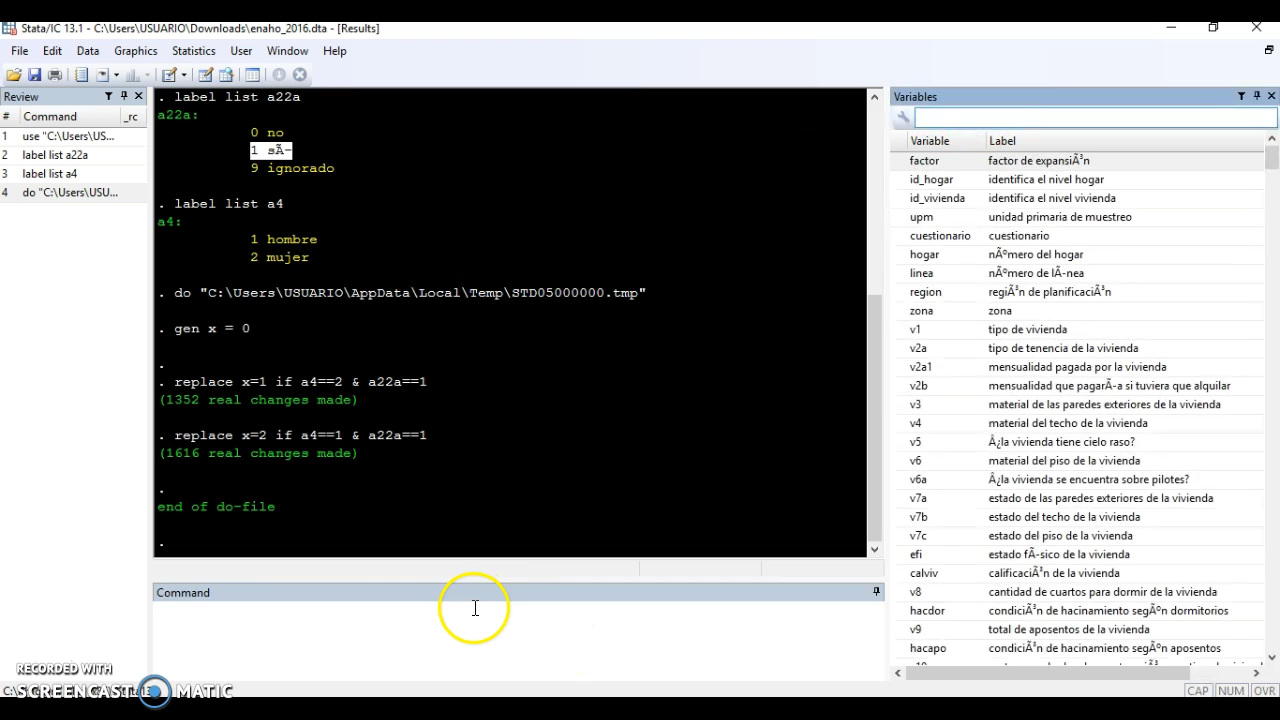 Stata/IC 13.1 - C:\Users\USUARIO\Downloads\enaho_2016.dta - [Results]
File Edit Data Graphics Statistics User Window Help
Review
# Command _rc
1 use "C:\Users\US...
2 label list a22a
3 label list a4
4 do "C:\Users\USU...
. label list a22a
a22a:
0 no
1 sÃ-
9 ignorado
. label list a4
a4:
1 hombre
2 mujer
. do "C:\Users\USUARIO\AppData\Local\Temp\STD05000000.tmp"
. gen x = 0
.
. replace x=1 if a4==2 & a22a==1
(1352 real changes made)
. replace x=2 if a4==1 & a22a==1
(1616 real changes made)
.
end of do-file
.
Command
Variables
Variable Label
factor factor de expansiÃ³n
id_hogar identifica el nivel hogar
id_vivienda identifica el nivel vivienda
upm unidad primaria de muestreo
cuestionario cuestionario
hogar nÃºmero del hogar
linea nÃºmero de lÃ-nea
region regiÃ³n de planificaciÃ³n
zona zona
v1 tipo de vivienda
v2a tipo de tenencia de la vivienda
v2a1 mensualidad pagada por la vivienda
v2b mensualidad que pagarÃ-a si tuviera que alquilar
v3 material de las paredes exteriores de la vivienda
v4 material del techo de la vivienda
v5 Â¿la vivienda tiene cielo raso?
v6 material del piso de la vivienda
v6a Â¿la vivienda se encuentra sobre pilotes?
v7a estado de las paredes exteriores de la vivienda
v7b estado del techo de la vivienda
v7c estado del piso de la vivienda
efi estado fÃ-sico de la vivienda
calviv calificaciÃ³n de la vivienda
v8 cantidad de cuartos para dormir de la vivienda
hacdor condiciÃ³n de hacinamiento segÃºn dormitorios
v9 total de aposentos de la vivienda
hacapo condiciÃ³n de hacinamiento segÃºn aposentos
RECORDED WITH
SCREENCAST MATIC
CAP NUM OVR